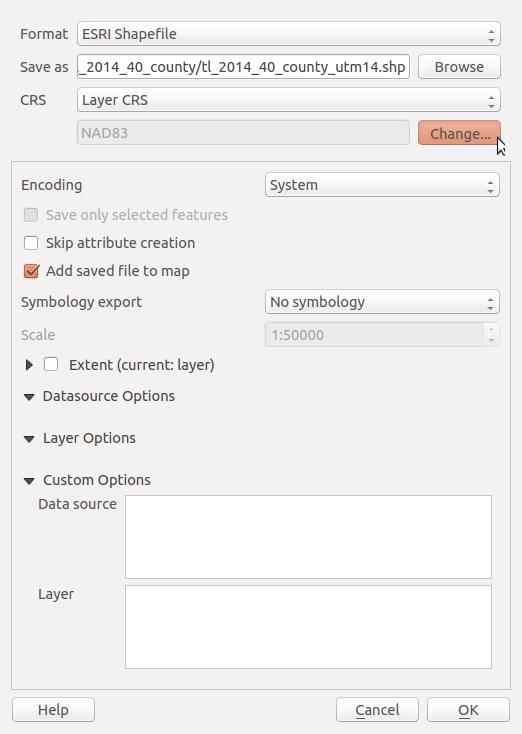 Format ESRI Shapefile
Save as ._2014_40_county/tl_2014_40_county_utm14.shp Browse
CRS Layer CRS
NAD83 Change...
Encoding System
Save only selected features
Skip attribute creation
Add saved file to map
Symbology export No symbology
Scale 1:50000
Extent (current: layer)
Datasource Options
Layer Options
Custom Options
Data source
Layer
Help Cancel OK